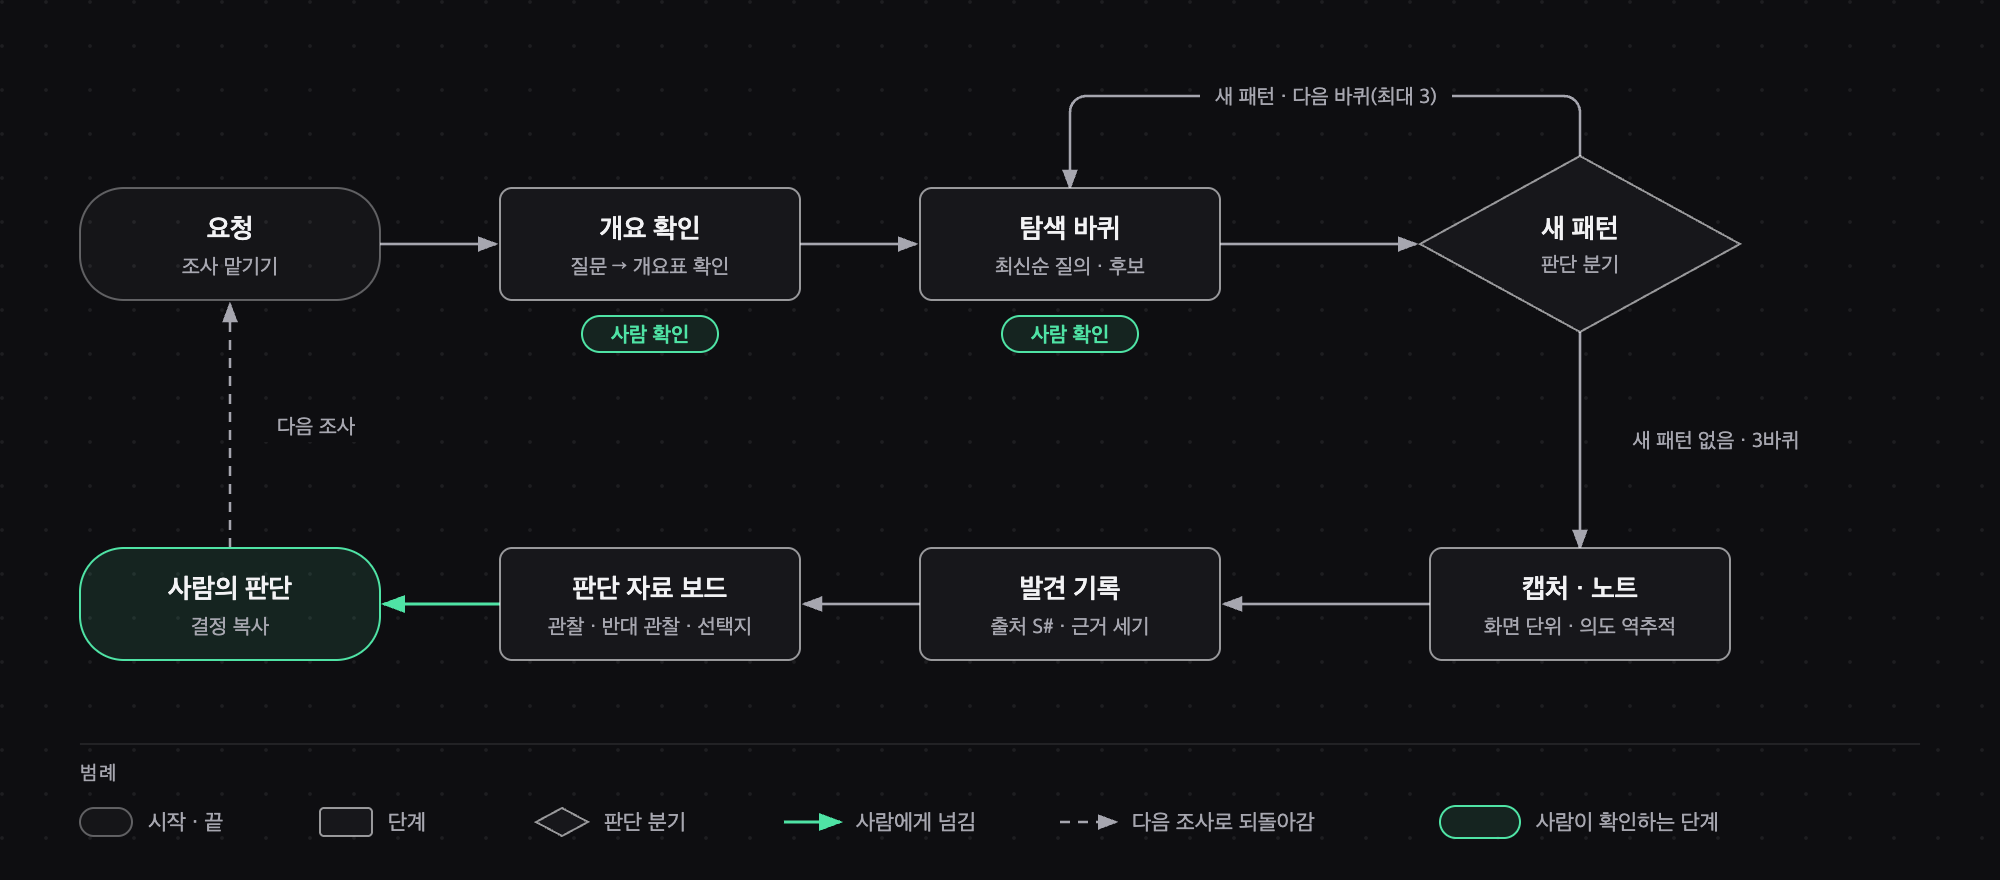 새 패턴 · 다음 바퀴(최대 3)
요청
조사 맡기기
개요 확인
질문 → 개요표 확인
탐색 바퀴
최신순 질의 · 후보
새 패턴
판단 분기
사람 확인
사람 확인
다음 조사
새 패턴 없음 · 3바퀴
사람의 판단
결정 복사
판단 자료 보드
관찰 · 반대 관찰 · 선택지
발견 기록
출처 S# · 근거 세기
캡처 · 노트
화면 단위 · 의도 역추적
범례
시작 · 끝
단계
판단 분기
사람에게 넘김
다음 조사로 되돌아감
사람이 확인하는 단계